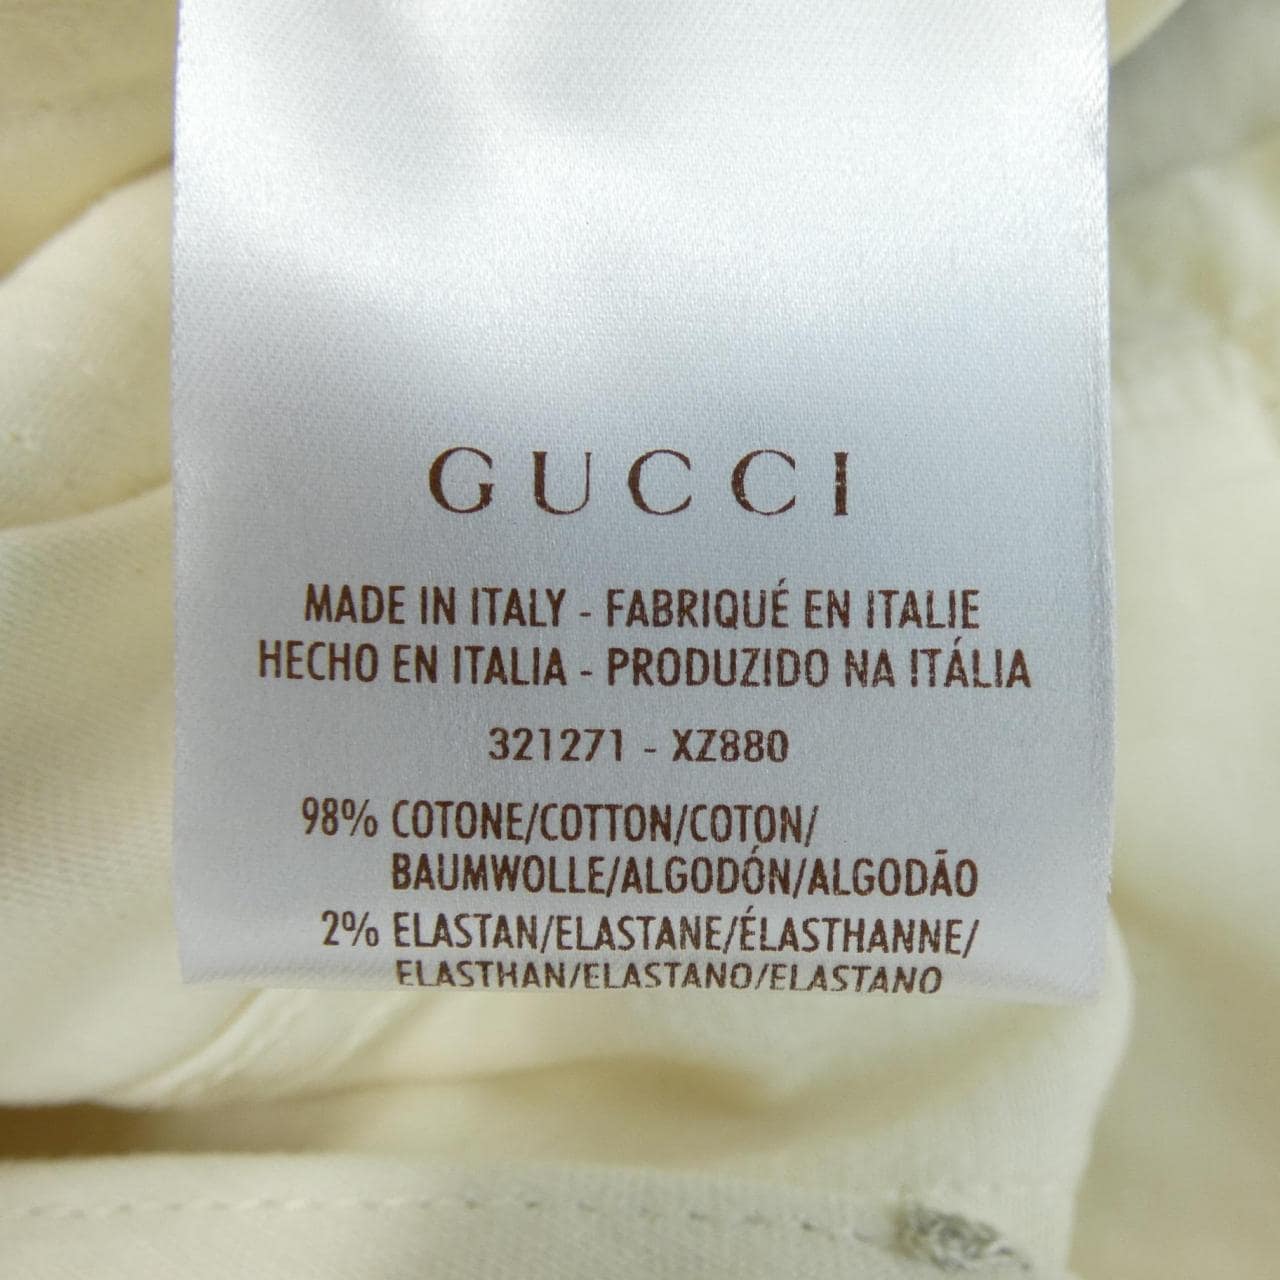 GUCCI
MADE IN ITALY - FABRIQUÉ EN ITALIE
HECHO EN ITALIA - PRODUZIDO NA ITÁLIA
321271 - XZ880
98% COTONE/COTTON/COTON/
BAUMWOLLE/ALGODÓN/ALGODÃO
2% ELASTAN/ELASTANE/ÉLASTHANNE/
ELASTHAN/ELASTANO/ELASTANO